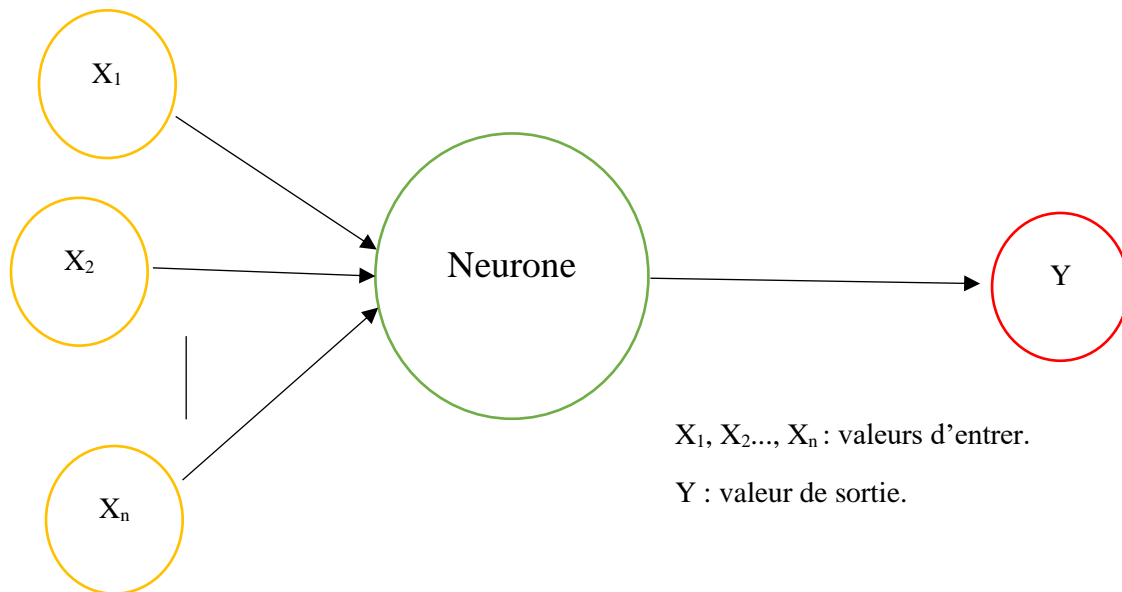 X₁
X₂
Neurone
Y
X₁, X₂..., Xₙ : valeurs d’entrer.
Xₙ
Y : valeur de sortie.